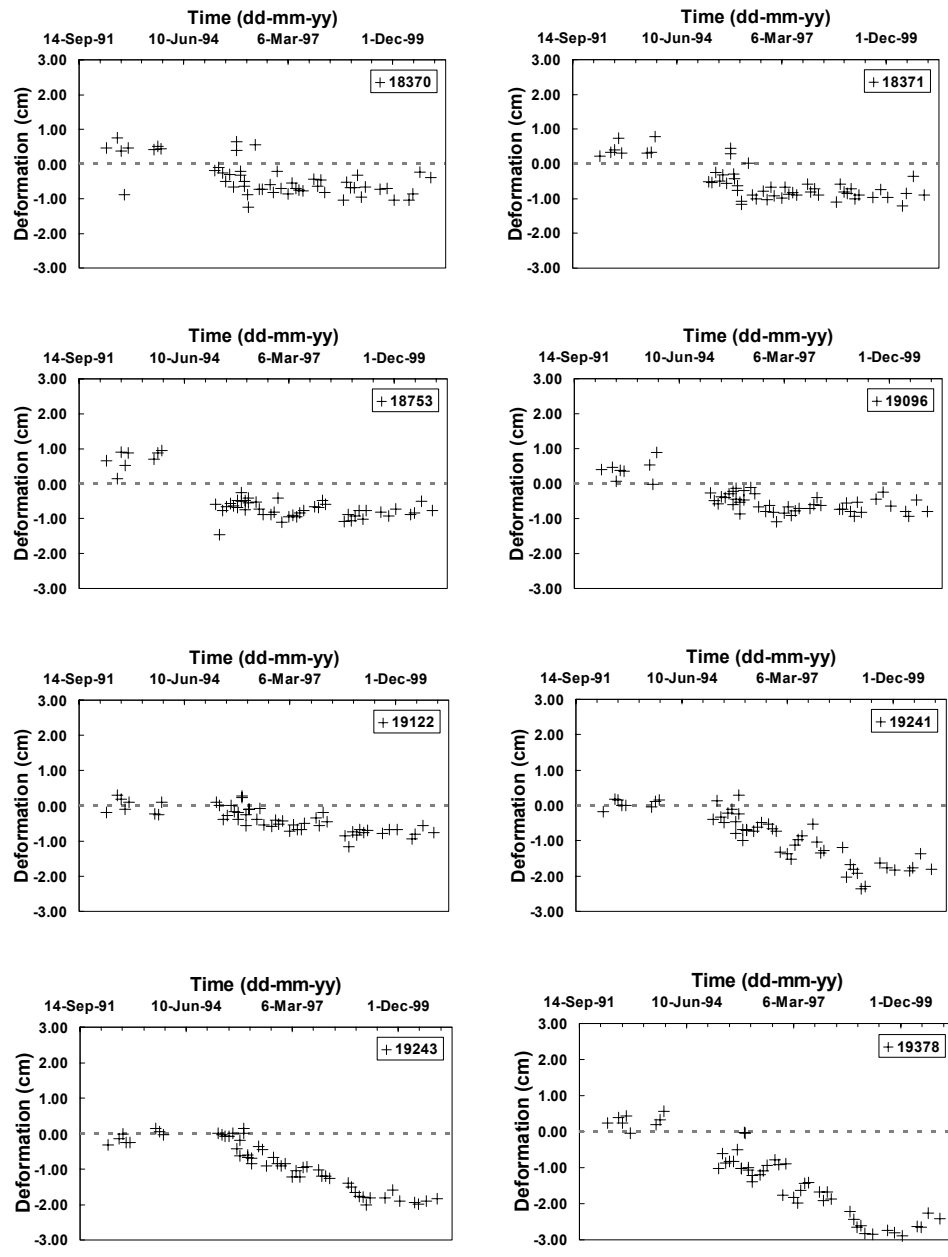 Time (dd-mm-yy)
14-Sep-91 10-Jun-94 6-Mar-97 1-Dec-99
3.00
2.00
1.00
0.00
-1.00
-2.00
-3.00
Deformation (cm)
18370
Time (dd-mm-yy)
14-Sep-91 10-Jun-94 6-Mar-97 1-Dec-99
3.00
2.00
1.00
0.00
-1.00
-2.00
-3.00
Deformation (cm)
18371
Time (dd-mm-yy)
14-Sep-91 10-Jun-94 6-Mar-97 1-Dec-99
3.00
2.00
1.00
0.00
-1.00
-2.00
-3.00
Deformation (cm)
18753
Time (dd-mm-yy)
14-Sep-91 10-Jun-94 6-Mar-97 1-Dec-99
3.00
2.00
1.00
0.00
-1.00
-2.00
-3.00
Deformation (cm)
19096
Time (dd-mm-yy)
14-Sep-91 10-Jun-94 6-Mar-97 1-Dec-99
3.00
2.00
1.00
0.00
-1.00
-2.00
-3.00
Deformation (cm)
19122
Time (dd-mm-yy)
14-Sep-91 10-Jun-94 6-Mar-97 1-Dec-99
3.00
2.00
1.00
0.00
-1.00
-2.00
-3.00
Deformation (cm)
19241
Time (dd-mm-yy)
14-Sep-91 10-Jun-94 6-Mar-97 1-Dec-99
3.00
2.00
1.00
0.00
-1.00
-2.00
-3.00
Deformation (cm)
19243
Time (dd-mm-yy)
14-Sep-91 10-Jun-94 6-Mar-97 1-Dec-99
3.00
2.00
1.00
0.00
-1.00
-2.00
-3.00
Deformation (cm)
19378